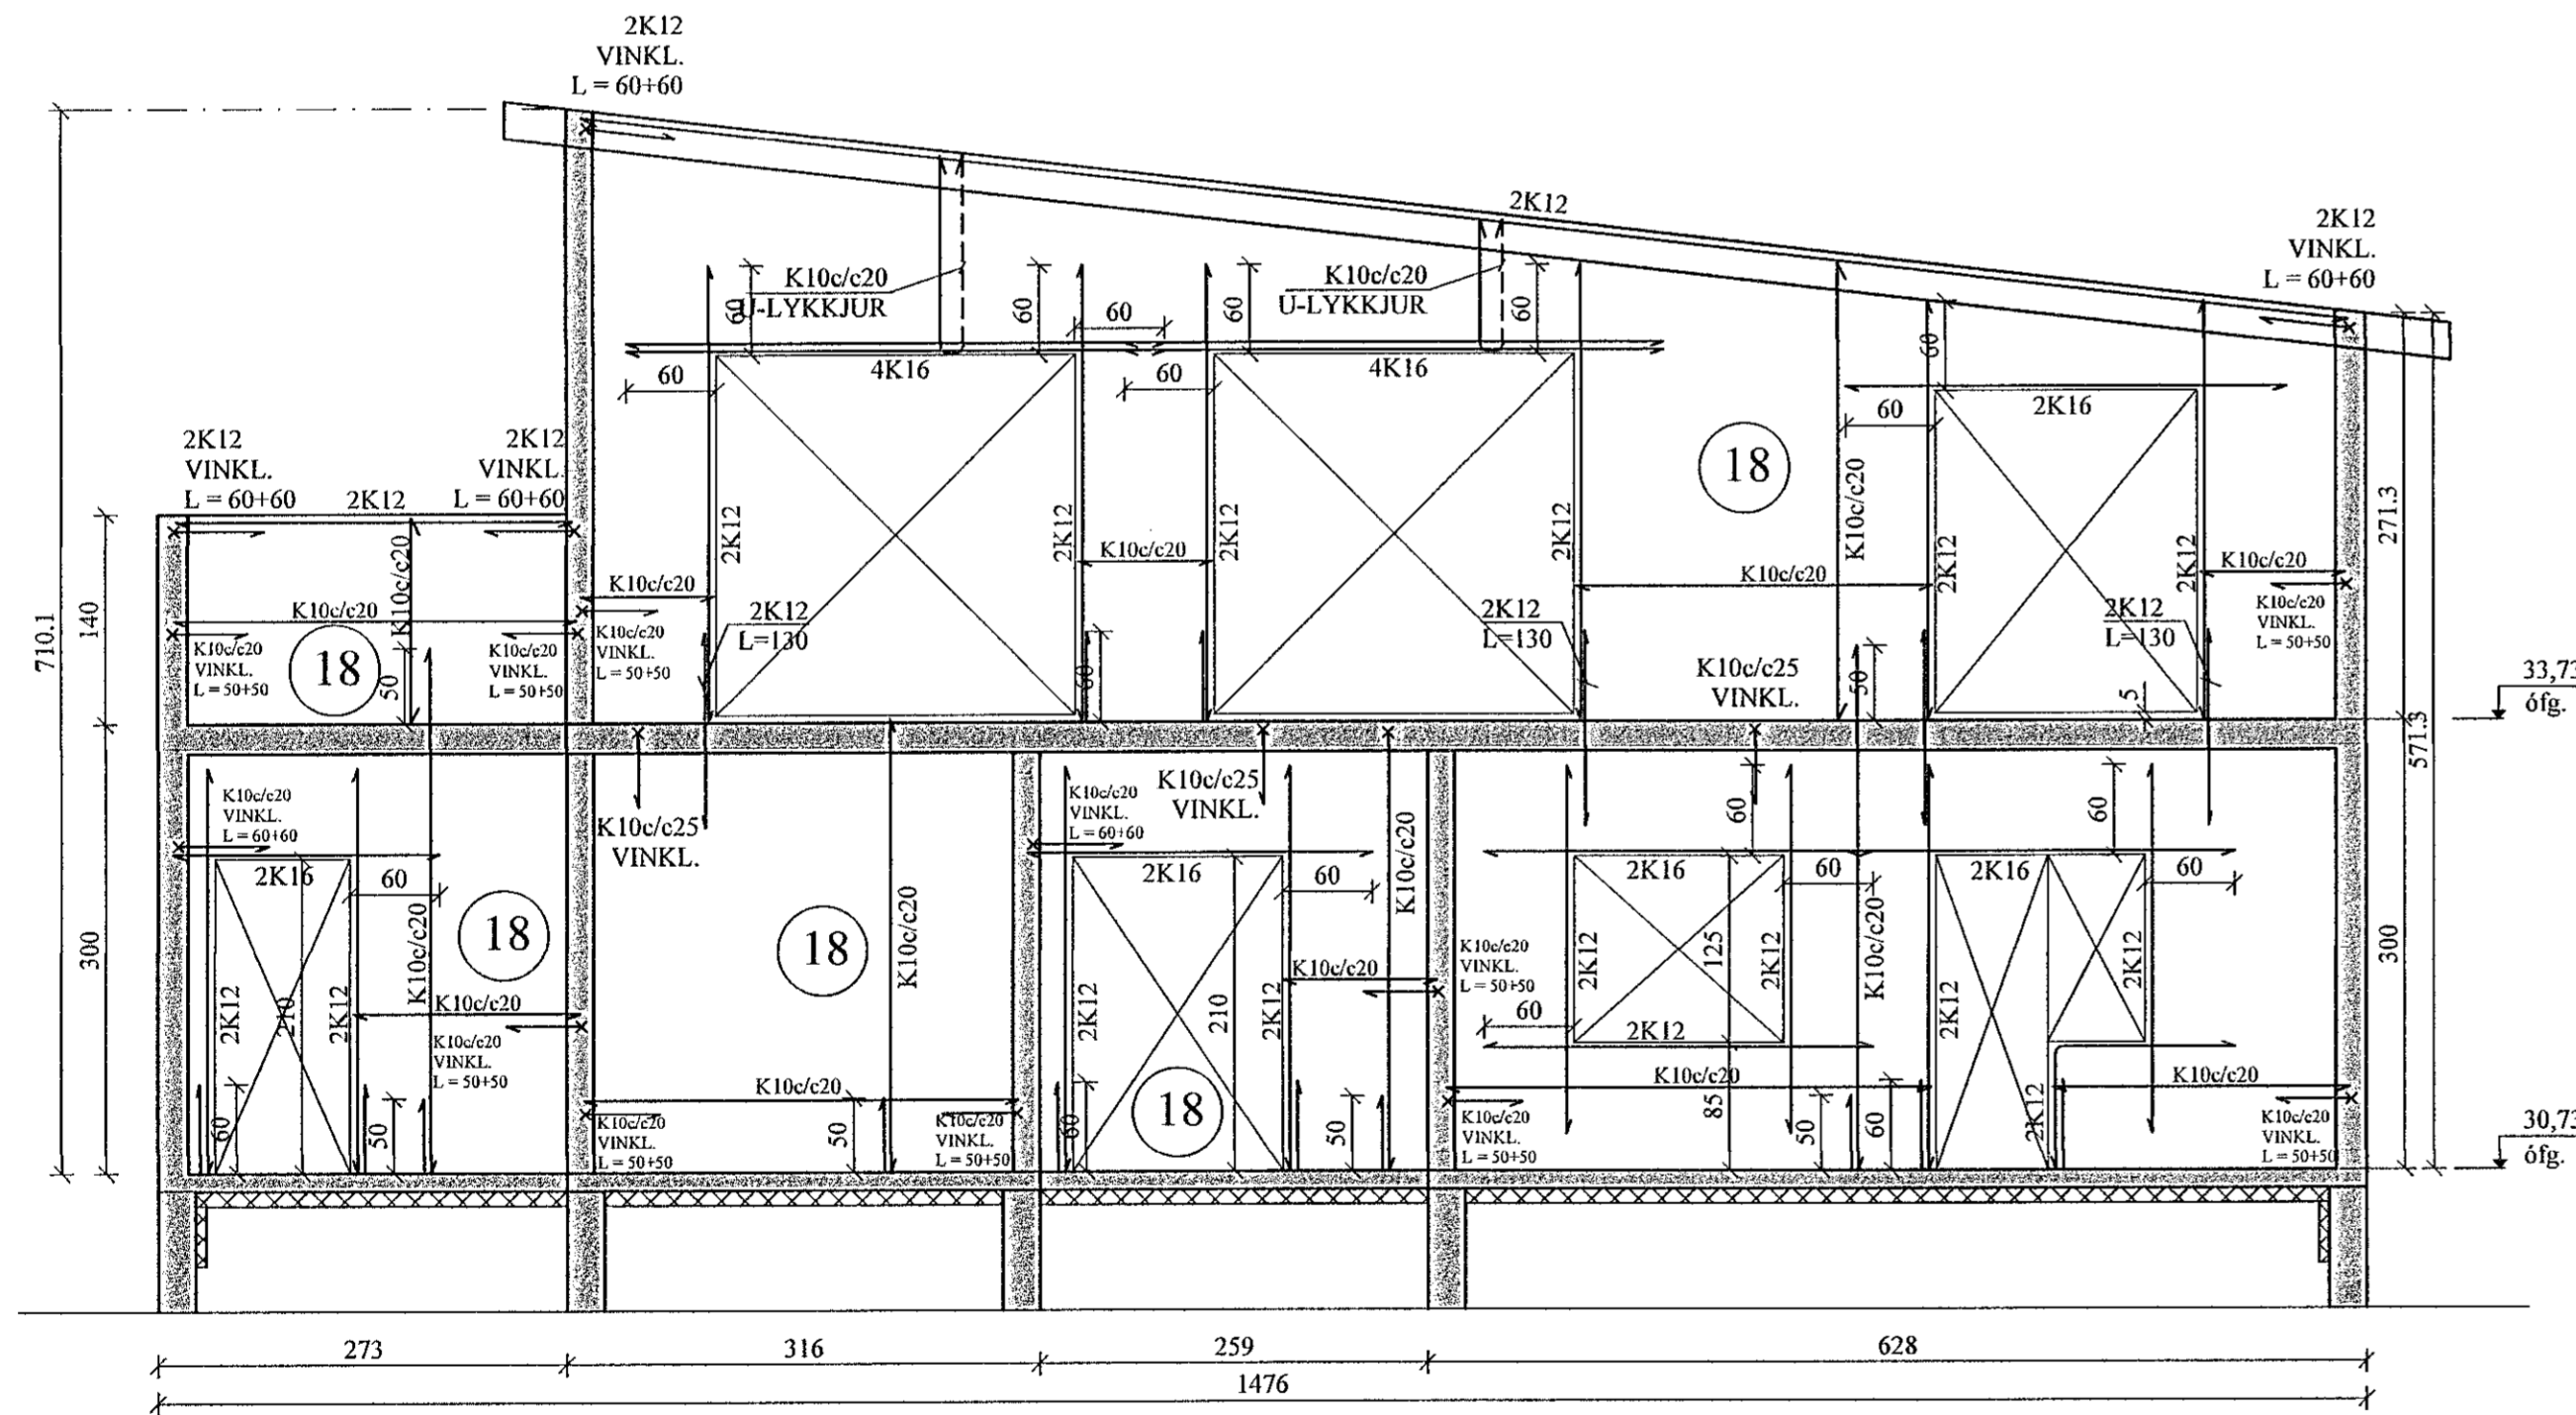 2K12
VINKL.
L = 60+60
2K12
2K12
VINKL.
L = 60+60
K10c/c20
U-LYKKJUR
K10c/c20
U-LYKKJUR
60
60
60
60
60
60
60
60
4K16
4K16
60
2K16
2K12
VINKL.
L = 60+60
2K12
2K12
VINKL.
L = 60+60
18
K10c/c20
2K12
2K12
2K12
2K12
2K12
2K12
K10c/c20
K10c/c20
K10c/c20
K10c/c20
K10c/c20
K10c/c20
271.3
710.1
140
K10c/c20
VINKL.
L = 50+50
18
50
K10c/c20
VINKL.
L = 50+50
K10c/c20
VINKL.
L = 50+50
2K12
L=130
60
2K12
L=130
K10c/c25
VINKL.
50
2K12
L=130
5
K10c/c20
VINKL.
L = 50+50
33,73
ófg.
571.3
K10c/c20
VINKL.
L = 60+60
K10c/c25
VINKL.
K10c/c20
VINKL.
L = 60+60
K10c/c25
VINKL.
60
60
2K16
60
2K16
60
2K16
60
2K16
60
300
18
18
K10c/c20
K10c/c20
K10c/c20
K10c/c20
2K12
210
2K12
K10c/c20
K10c/c20
VINKL.
L = 50+50
2K12
210
2K12
K10c/c20
K10c/c20
VINKL.
L = 50+50
60
2K12
125
2K12
2K12
2K12
2K12
300
K10c/c20
K10c/c20
K10c/c20
60
50
K10c/c20
VINKL.
L = 50+50
50
K10c/c20
VINKL.
L = 50+50
60
18
50
K10c/c20
VINKL.
L = 50+50
85
50
60
2K12
K10c/c20
VINKL.
L = 50+50
30,73
ófg.
273
316
259
628
1476